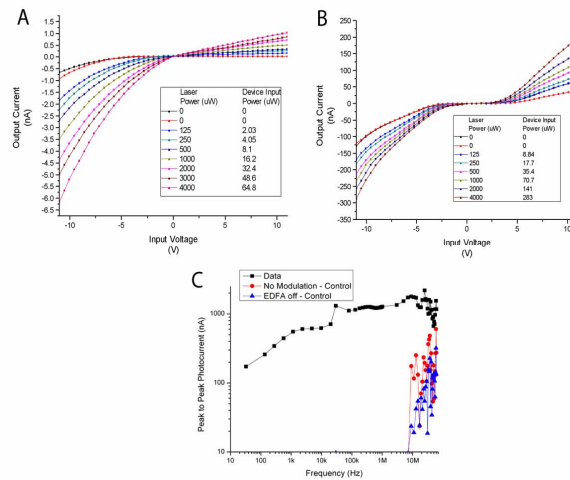 A
1.5
1.0
0.5
0.0
-0.5
-1.0
-1.5
-2.0
-2.5
-3.0
-3.5
-4.0
-4.5
-5.0
-5.5
-6.0
-6.5
Output Current
(nA)
Laser Device Input
Power (uW) Power (uW)
0 0
0 0
125 2.03
250 4.05
500 8.1
1000 16.2
2000 32.4
3000 48.6
4000 64.8
-10 -5 0 5 10
Input Voltage
(V)
B
250
200
150
100
50
0
-50
-100
-150
-200
-250
-300
-350
Output Current
(nA)
Laser Device Input
Power (uW) Power (uW)
0 0
0 0
125 8.84
250 17.7
500 35.4
1000 70.7
2000 141
4000 283
-10 -5 0 5 10
Input Voltage
(V)
C
Data
No Modulation - Control
EDFA off - Control
1000
100
10
Peak to Peak Photocurrent (nA)
10 100 1k 10k 100k 1M 10M
Frequency (Hz)